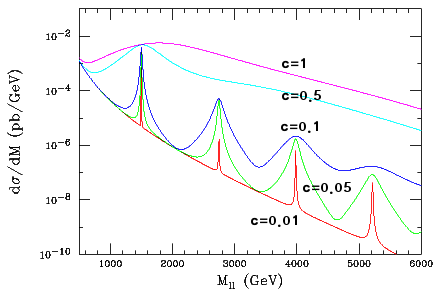 10⁻²
10⁻⁴
10⁻⁶
10⁻⁸
10⁻¹⁰
dσ/dM (pb/GeV)
c=1
c=0.5
c=0.1
c=0.05
c=0.01
1000 2000 3000 4000 5000 6000
M_ll (GeV)